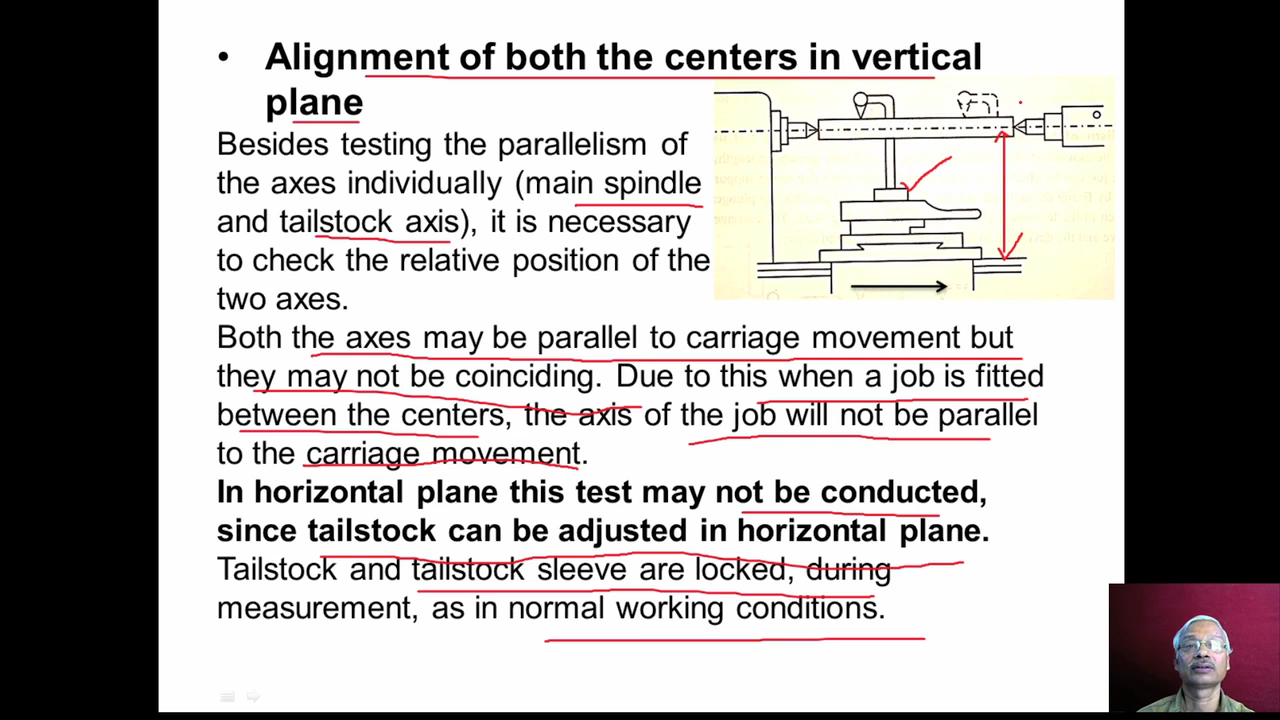 • Alignment of both the centers in vertical
plane
Besides testing the parallelism of
the axes individually (main spindle
and tailstock axis), it is necessary
to check the relative position of the
two axes.
Both the axes may be parallel to carriage movement but
they may not be coinciding. Due to this when a job is fitted
between the centers, the axis of the job will not be parallel
to the carriage movement.
In horizontal plane this test may not be conducted,
since tailstock can be adjusted in horizontal plane.
Tailstock and tailstock sleeve are locked, during
measurement, as in normal working conditions.